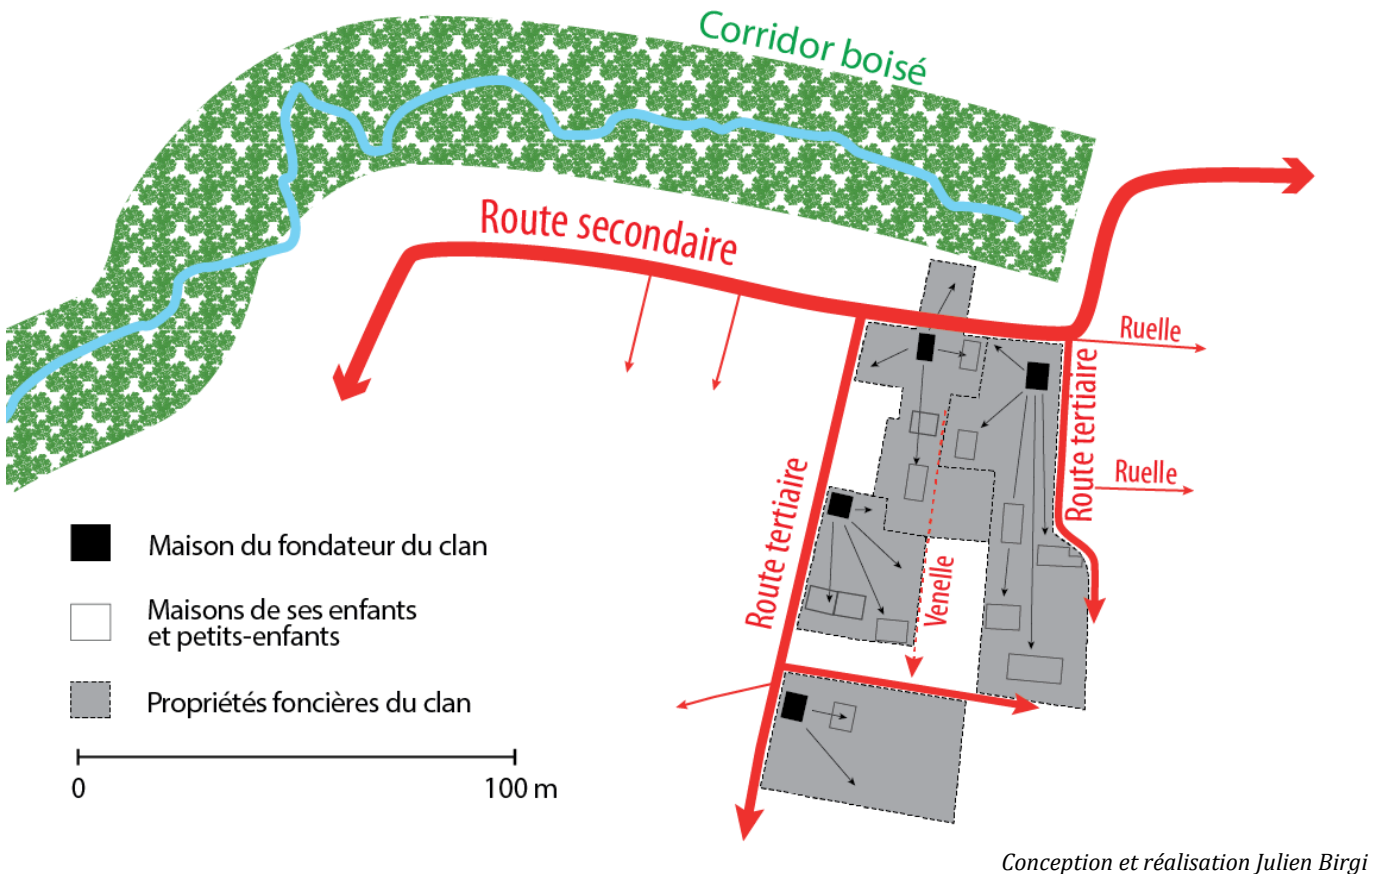 Corridor boisé
Route secondaire
Ruelle
Route tertiaire
Ruelle
Route tertiaire
Venelle
Maison du fondateur du clan
Maisons de ses enfants
et petits-enfants
Propriétés foncières du clan
0
100 m
Conception et réalisation Julien Birgi